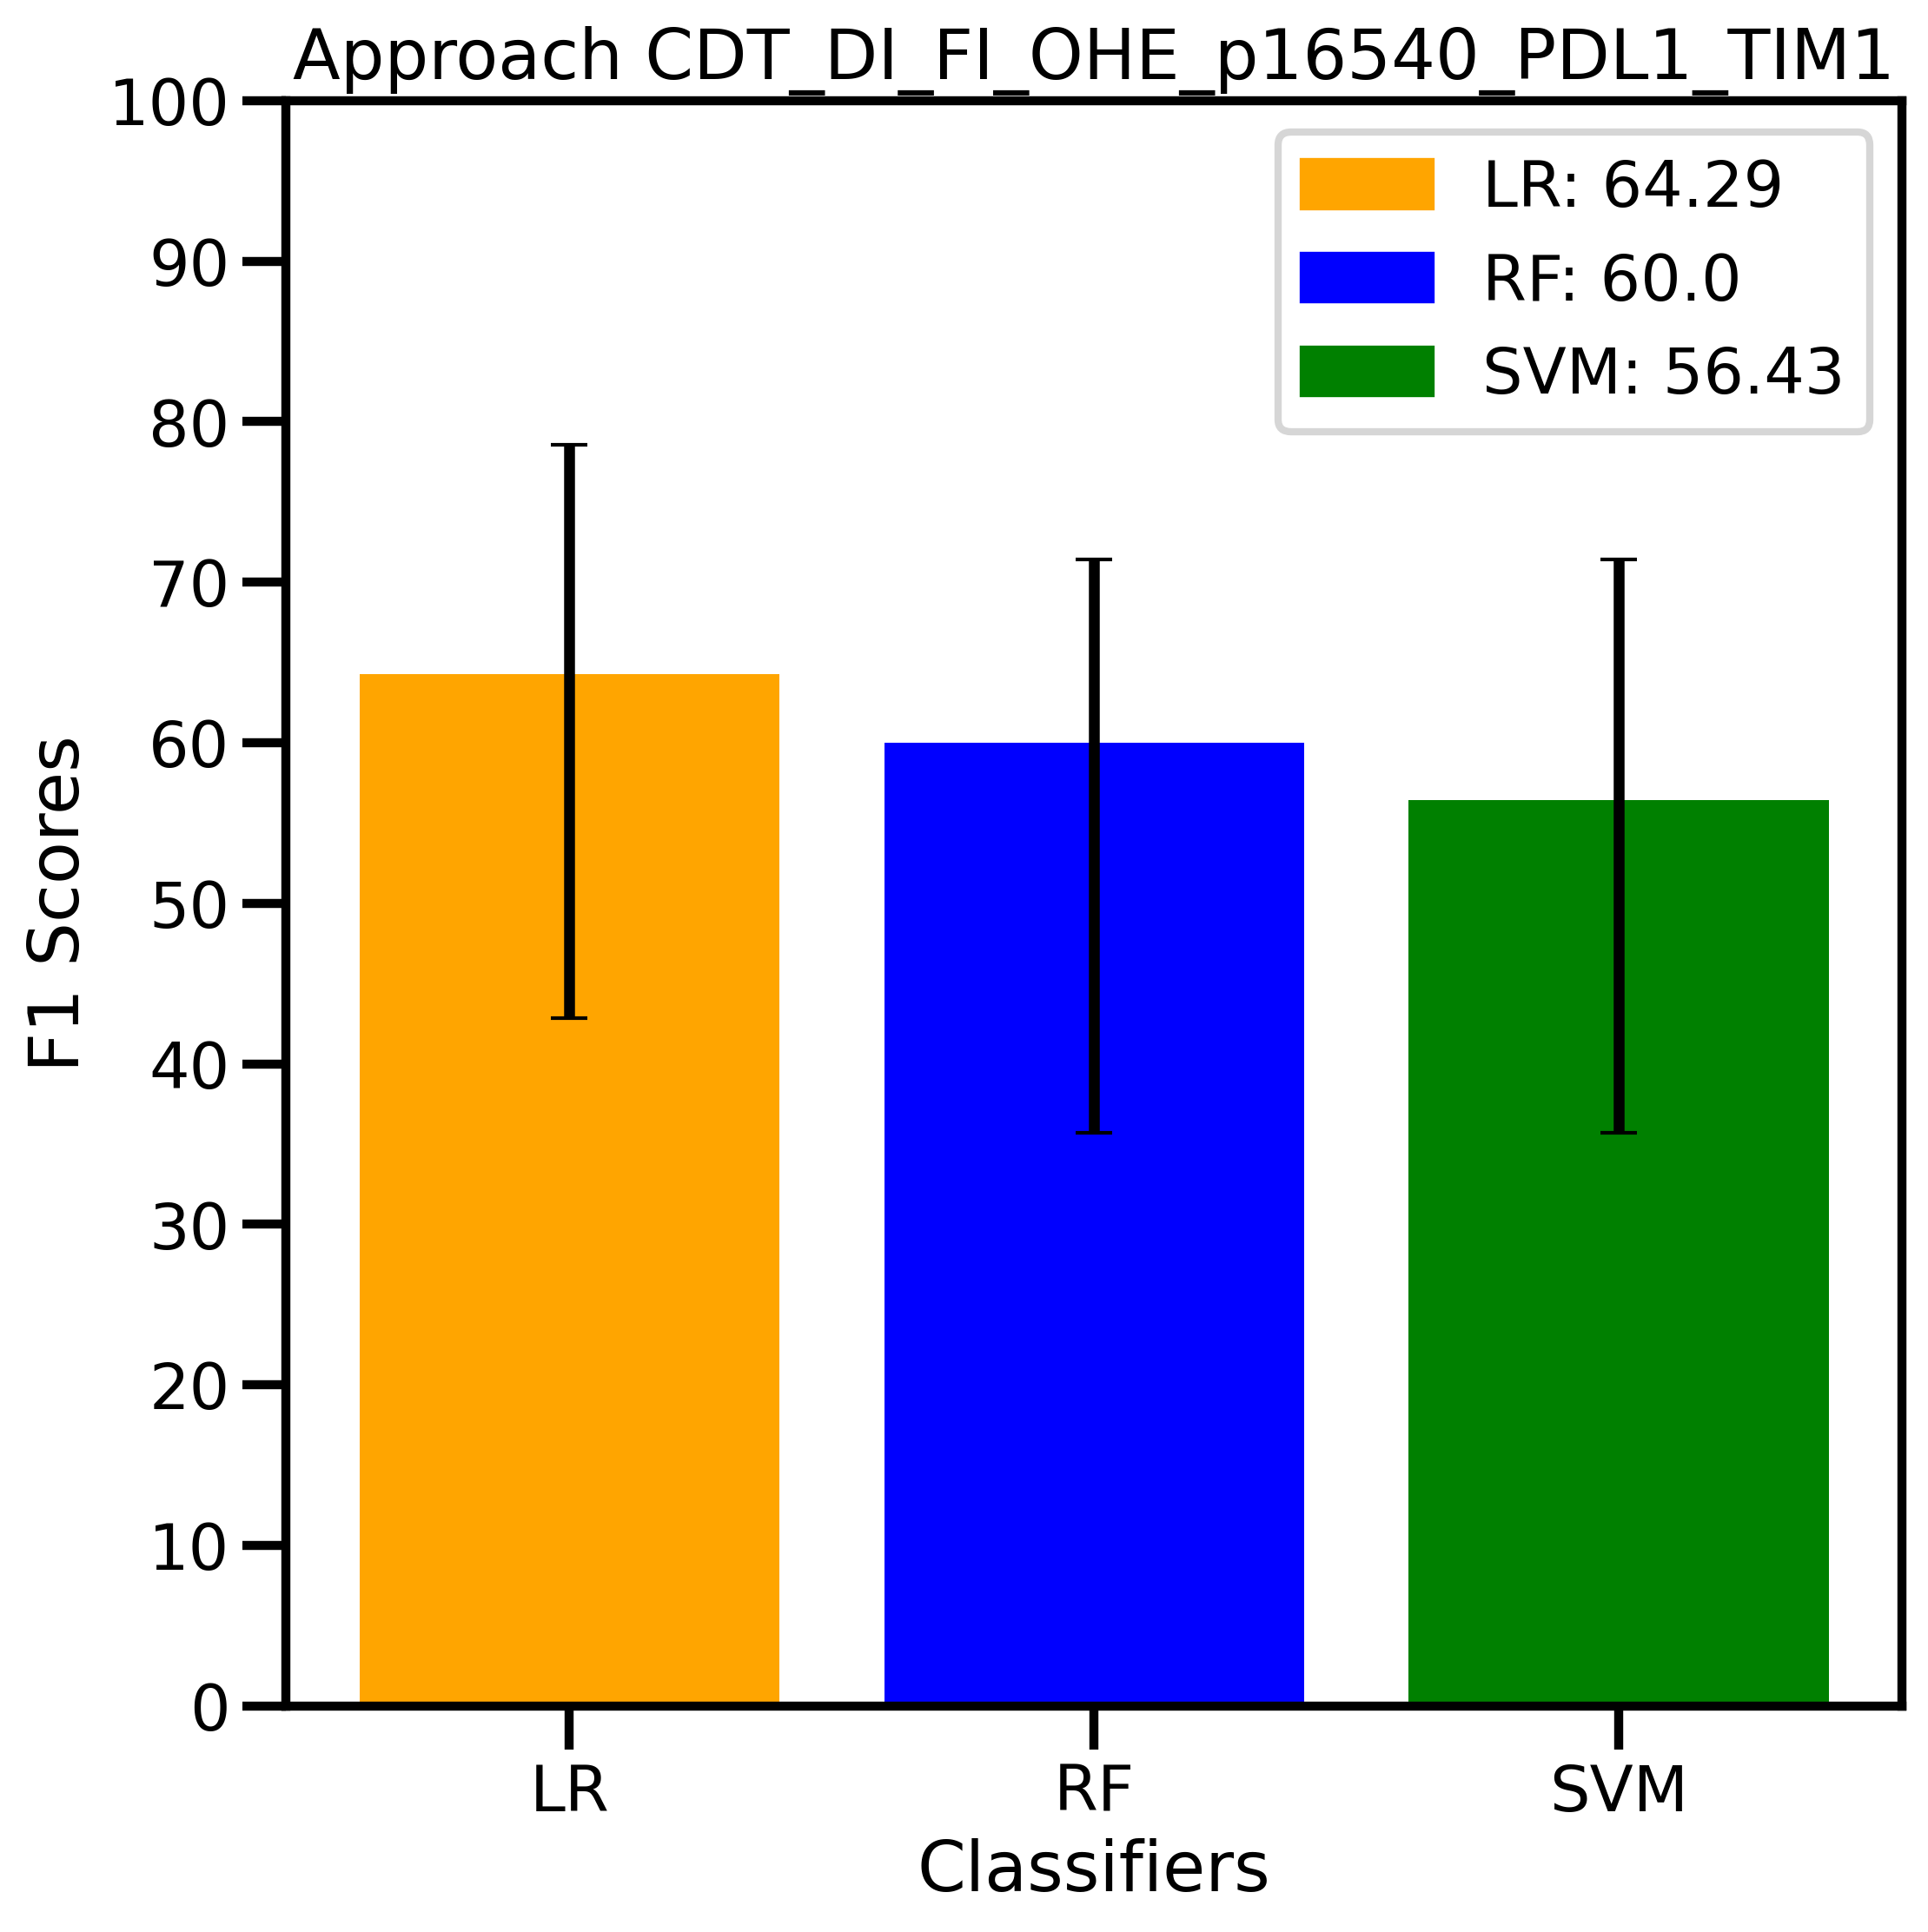 Approach CDT_DI_FI_OHE_p16540_PDL1_TIM1
100
90
80
70
60
50
40
30
20
10
0
F1 Scores
LR: 64.29
RF: 60.0
SVM: 56.43
LR
RF
SVM
Classifiers